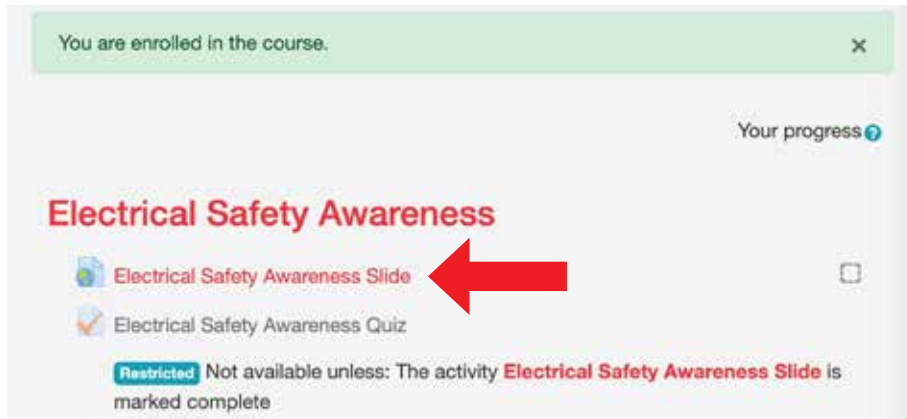 You are enrolled in the course. ×
Your progress ?
Electrical Safety Awareness
Electrical Safety Awareness Slide
Electrical Safety Awareness Quiz
Restricted Not available unless: The activity Electrical Safety Awareness Slide is
marked complete